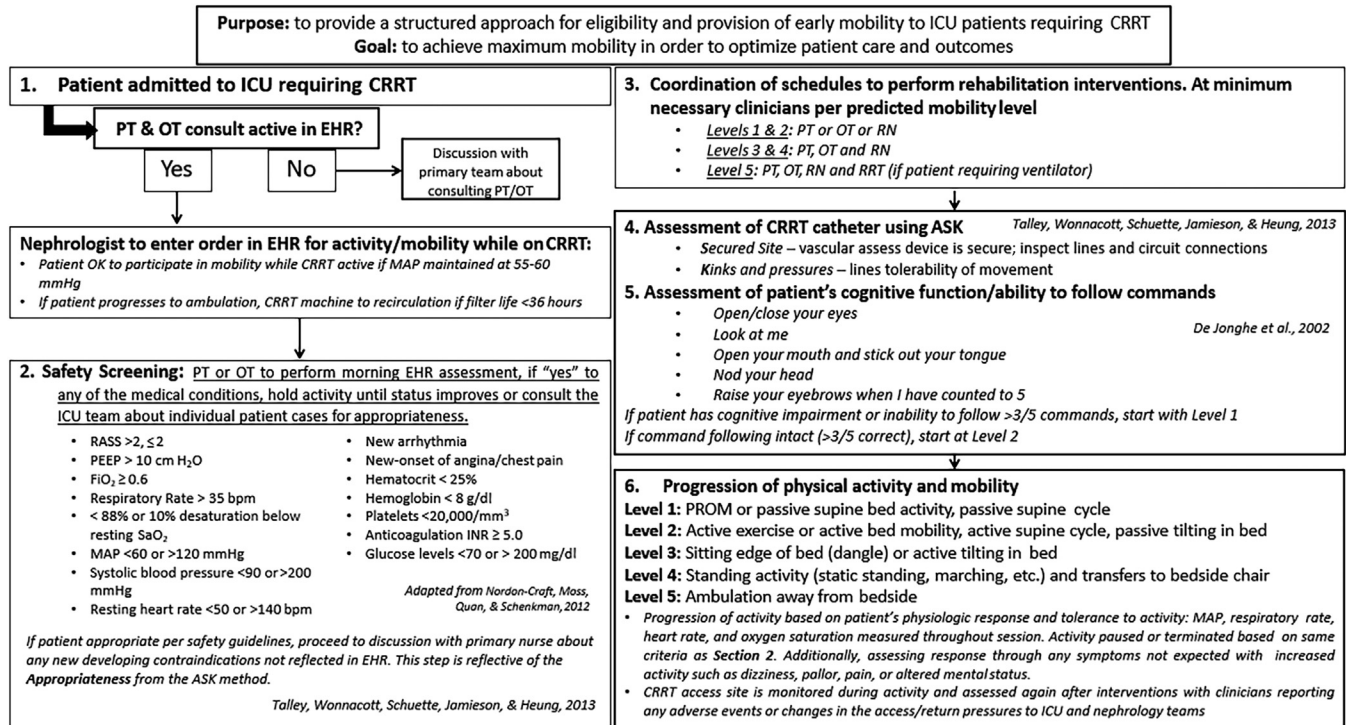 Purpose: to provide a structured approach for eligibility and provision of early mobility to ICU patients requiring CRRT
Goal: to achieve maximum mobility in order to optimize patient care and outcomes
1. Patient admitted to ICU requiring CRRT
PT & OT consult active in EHR?
Yes
No
Discussion with
primary team about
consulting PT/OT
Nephrologist to enter order in EHR for activity/mobility while on CRRT:
• Patient OK to participate in mobility while CRRT active if MAP maintained at 55-60
mmHg
• If patient progresses to ambulation, CRRT machine to recirculation if filter life <36 hours
2. Safety Screening: PT or OT to perform morning EHR assessment, if “yes” to
any of the medical conditions, hold activity until status improves or consult the
ICU team about individual patient cases for appropriateness.
• RASS >2, ≤2
• PEEP > 10 cm H₂O
• FiO₂ ≥ 0.6
• Respiratory Rate > 35 bpm
• < 88% or 10% desaturation below
resting SaO₂
• MAP <60 or >120 mmHg
• Systolic blood pressure <90 or >200
mmHg
• Resting heart rate <50 or >140 bpm
• New arrhythmia
• New-onset of angina/chest pain
• Hematocrit < 25%
• Hemoglobin < 8 g/dl
• Platelets <20,000/mm³
• Anticoagulation INR ≥ 5.0
• Glucose levels <70 or > 200 mg/dl
Adapted from Nordon-Craft, Moss,
Quan, & Schenkman, 2012
If patient appropriate per safety guidelines, proceed to discussion with primary nurse about
any new developing contraindications not reflected in EHR. This step is reflective of the
Appropriateness from the ASK method.
Talley, Wonnacott, Schuette, Jamieson, & Heung, 2013
3. Coordination of schedules to perform rehabilitation interventions. At minimum
necessary clinicians per predicted mobility level
• Levels 1 & 2: PT or OT or RN
• Levels 3 & 4: PT, OT and RN
• Level 5: PT, OT, RN and RRT (if patient requiring ventilator)
4. Assessment of CRRT catheter using ASK
Talley, Wonnacott, Schuette, Jamieson, & Heung, 2013
• Secured Site – vascular assess device is secure; inspect lines and circuit connections
• Kinks and pressures – lines tolerability of movement
5. Assessment of patient’s cognitive function/ability to follow commands
• Open/close your eyes
• Look at me
• Open your mouth and stick out your tongue
• Nod your head
• Raise your eyebrows when I have counted to 5
De Jonghe et al., 2002
If patient has cognitive impairment or inability to follow >3/5 commands, start with Level 1
If command following intact (>3/5 correct), start at Level 2
6. Progression of physical activity and mobility
Level 1: PROM or passive supine bed activity, passive supine cycle
Level 2: Active exercise or active bed mobility, active supine cycle, passive tilting in bed
Level 3: Sitting edge of bed (dangle) or active tilting in bed
Level 4: Standing activity (static standing, marching, etc.) and transfers to bedside chair
Level 5: Ambulation away from bedside
• Progression of activity based on patient’s physiologic response and tolerance to activity: MAP, respiratory rate,
heart rate, and oxygen saturation measured throughout session. Activity paused or terminated based on same
criteria as Section 2. Additionally, assessing response through any symptoms not expected with increased
activity such as dizziness, pallor, pain, or altered mental status.
• CRRT access site is monitored during activity and assessed again after interventions with clinicians reporting
any adverse events or changes in the access/return pressures to ICU and nephrology teams